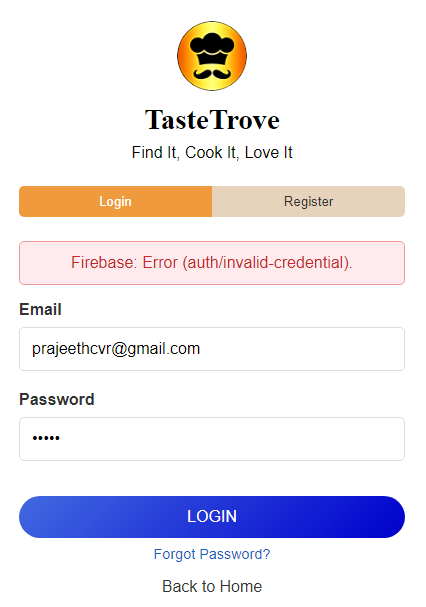 TasteTrove
Find It, Cook It, Love It
Login Register
Firebase: Error (auth/invalid-credential).
Email
prajeethcvr@gmail.com
Password
•••••
LOGIN
Forgot Password?
Back to Home